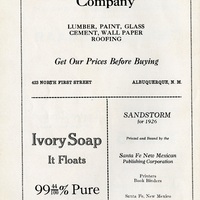 Company
LUMBER, PAINT, GLASS
CEMENT, WALL PAPER
ROOFING
Get Our Prices Before Buying
423 NORTH FIRST STREET
ALBUQUERQUE, N. M.
Ivory Soap
It Floats
99 44/100 % Pure
SANDSTORM
for 1926
Printed and Bound by the
Santa Fe New Mexican
Publishing Corporation
Printers
Book Binders
Santa Fe, New Mexico